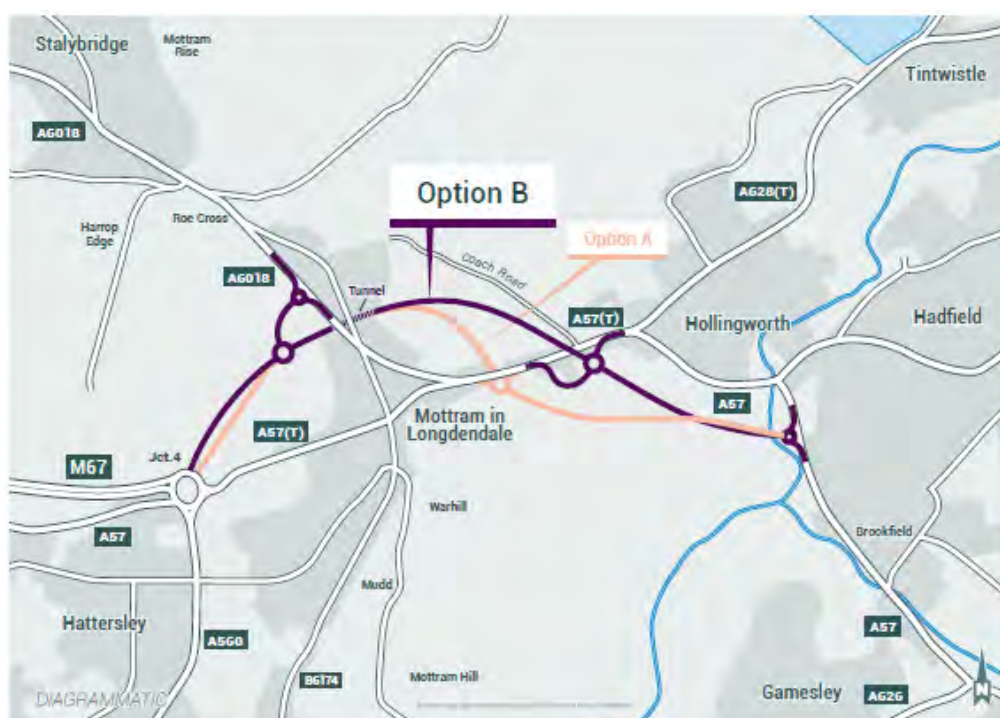 Stalybridge
Mottram
Rise
Tintwistle
A6018
Option B
A628(T)
Roe Cross
Harrop
Edge
Option A
Coach Road
A6018
Tunnel
A57(T)
Hollingworth
Hadfield
Mottram in
Longdendale
A57
A57(T)
Jct.4
M67
Warhill
A57
Brookfield
Mudd
Hattersley
A57
A560
B6174
Mottram Hill
Gamesley
A626
N
DIAGRAMMATIC